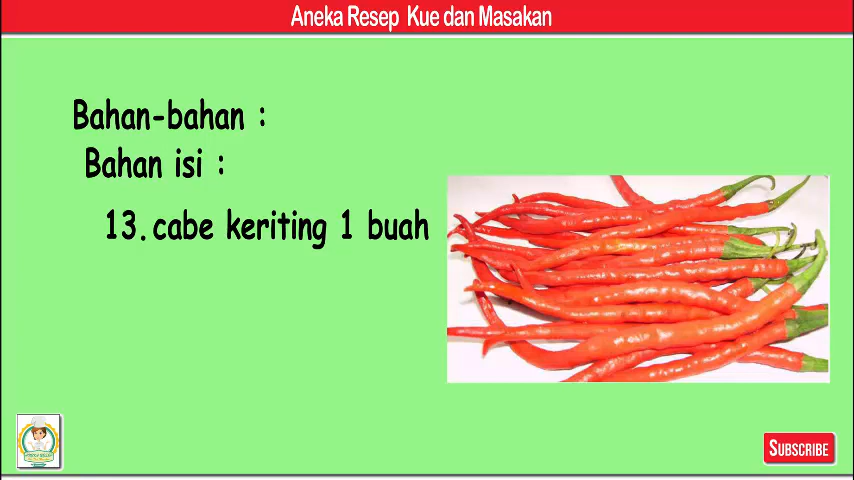 Aneka Resep Kue dan Masakan
Bahan-bahan :
Bahan isi :
13. cabe keriting 1 buah
SUBSCRIBE